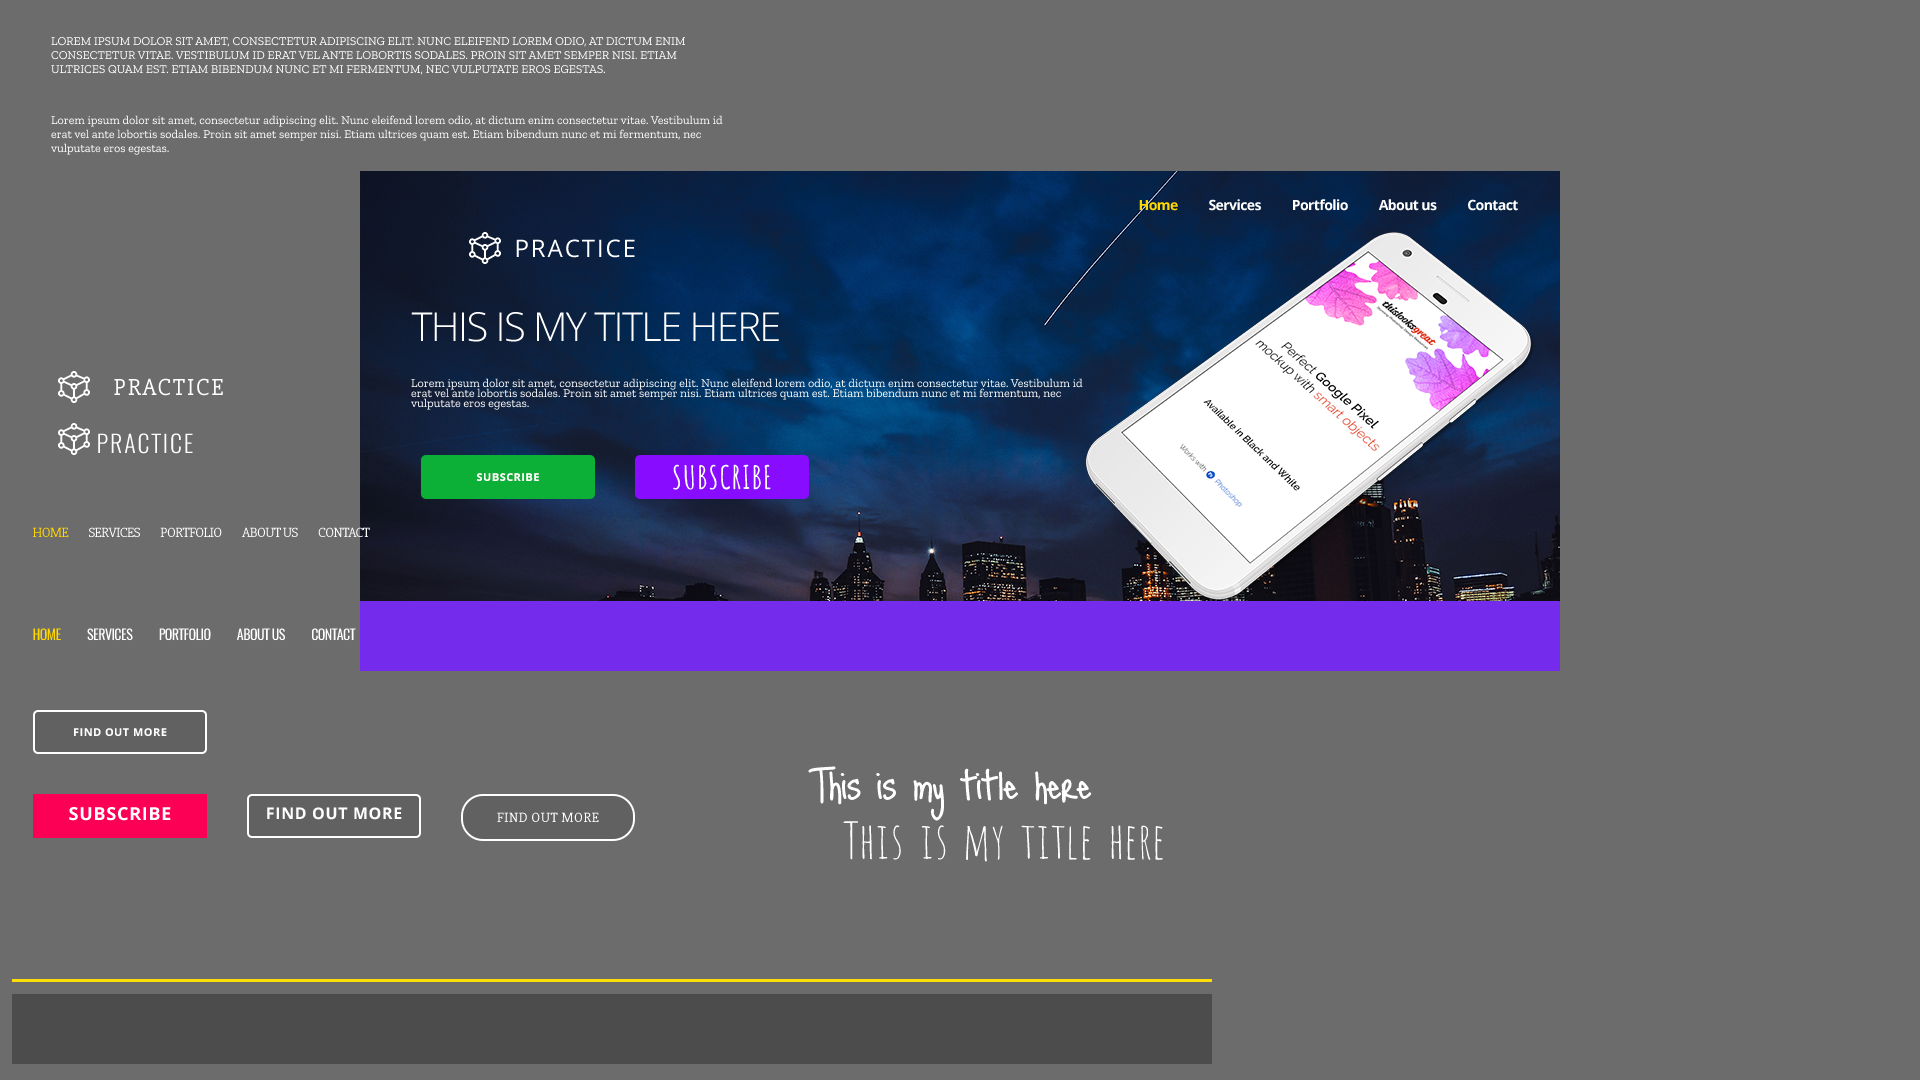 LOREM IPSUM DOLOR SIT AMET, CONSECTETUR ADIPISCING ELIT. NUNC ELEIFEND LOREM ODIO, AT DICTUM ENIM
CONSECTETUR VITAE. VESTIBULUM ID ERAT VEL ANTE LOBORTIS SODALES. PROIN SIT AMET SEMPER NISI. ETIAM
ULTRICES QUAM EST. ETIAM BIBENDUM NUNC ET MI FERMENTUM, NEC VULPUTATE EROS EGESTAS.
Lorem ipsum dolor sit amet, consectetur adipiscing elit. Nunc eleifend lorem odio, at dictum enim consectetur vitae. Vestibulum id
erat vel ante lobortis sodales. Proin sit amet semper nisi. Etiam ultrices quam est. Etiam bibendum nunc et mi fermentum, nec
vulputate eros egestas.
Home Services Portfolio About us Contact
PRACTICE
THIS IS MY TITLE HERE
Lorem ipsum dolor sit amet, consectetur adipiscing elit. Nunc eleifend lorem odio, at dictum enim consectetur vitae. Vestibulum id
erat vel ante lobortis sodales. Proin sit amet semper nisi. Etiam ultrices quam est. Etiam bibendum nunc et mi fermentum, nec
vulputate eros egestas.
SUBSCRIBE SUBSCRIBE
thislooksgreat
Perfect Google Pixel
mockup with smart objects
Available in Black and White
Works with Photoshop
PRACTICE
PRACTICE
HOME SERVICES PORTFOLIO ABOUT US CONTACT
HOME SERVICES PORTFOLIO ABOUT US CONTACT
FIND OUT MORE
SUBSCRIBE FIND OUT MORE FIND OUT MORE
This is my title here
THIS IS MY TITLE HERE